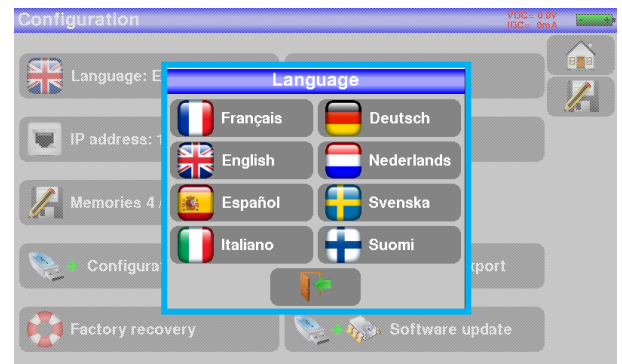 Configuration
VDC= 0.0V
IDC= 0mA
Language: E
Language
Français
Deutsch
IP address: 1
English
Nederlands
Memories 4 /
Español
Svenska
Italiano
Suomi
Configurat
xport
Factory recovery
Software update